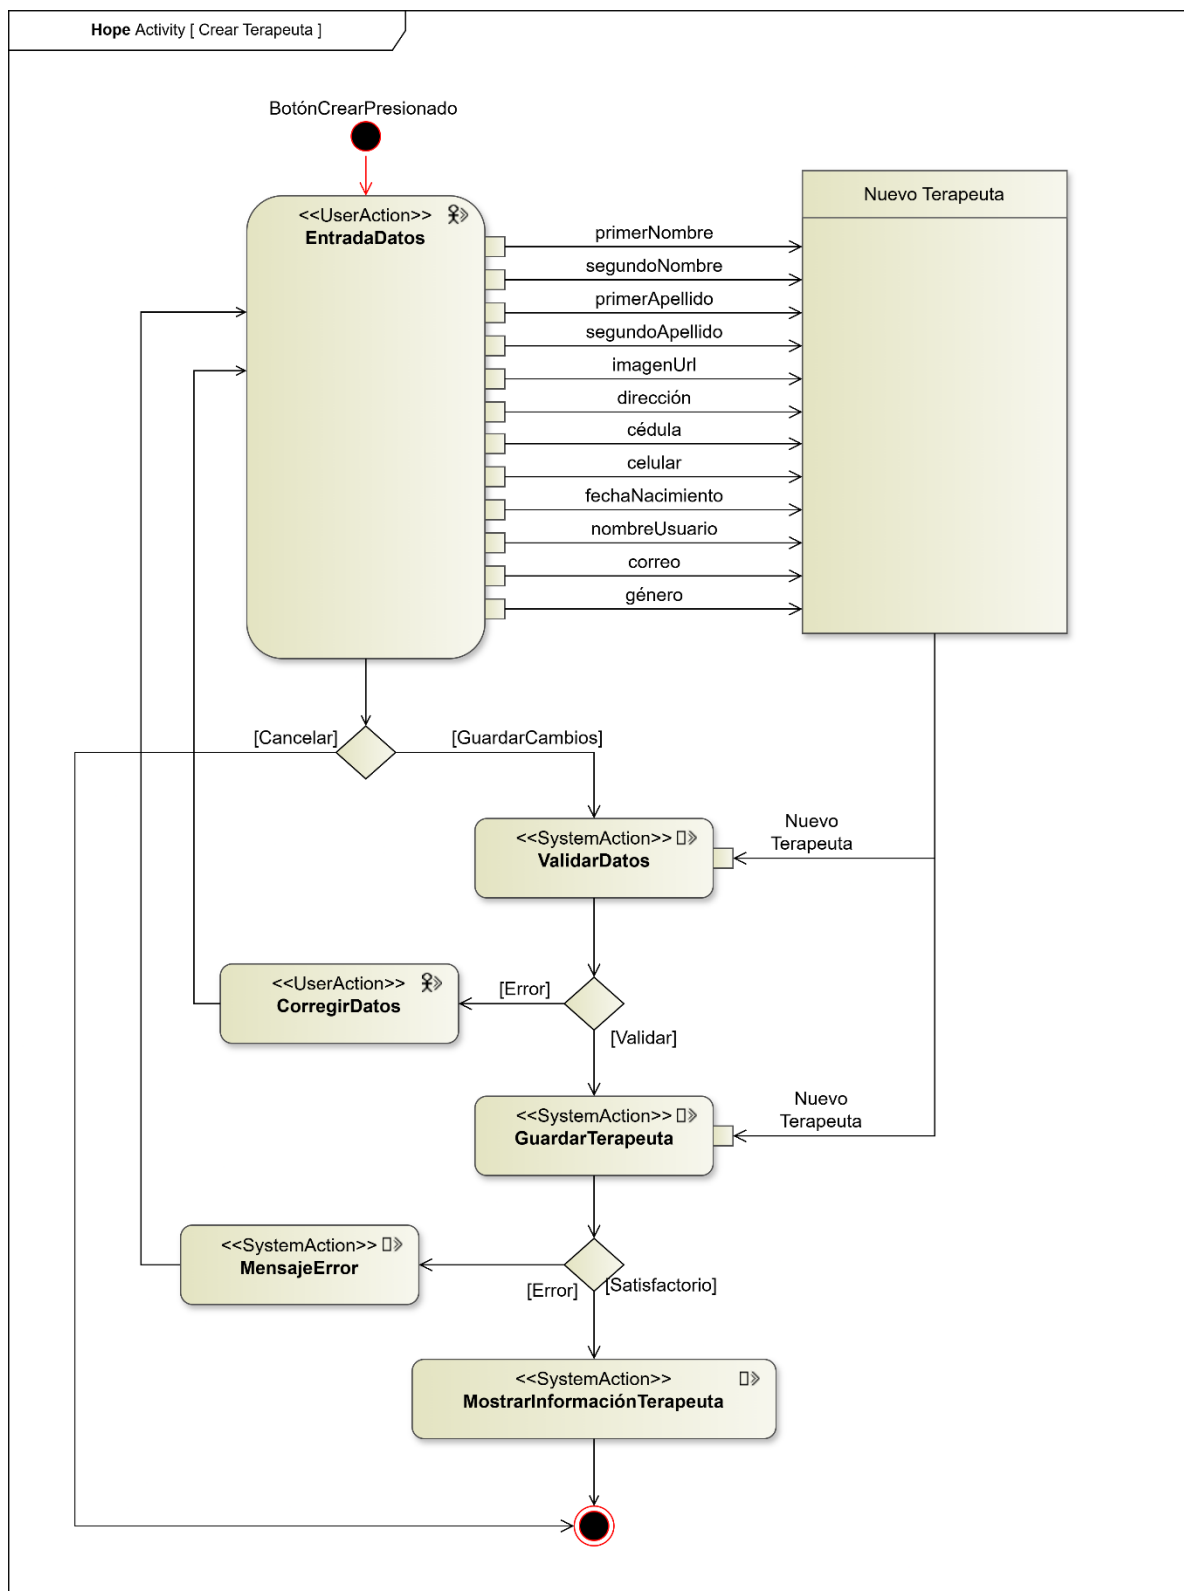 Hope Activity [ Crear Terapeuta ]
BotónCrearPresionado
<<UserAction>>
EntradaDatos
Nuevo Terapeuta
primerNombre
segundoNombre
primerApellido
segundoApellido
imagenUrl
dirección
cédula
celular
fechaNacimiento
nombreUsuario
correo
género
[Cancelar]
[GuardarCambios]
<<SystemAction>>
ValidarDatos
Nuevo
Terapeuta
<<UserAction>>
CorregirDatos
[Error]
[Validar]
<<SystemAction>>
GuardarTerapeuta
Nuevo
Terapeuta
<<SystemAction>>
MensajeError
[Error]
[Satisfactorio]
<<SystemAction>>
MostrarInformaciónTerapeuta